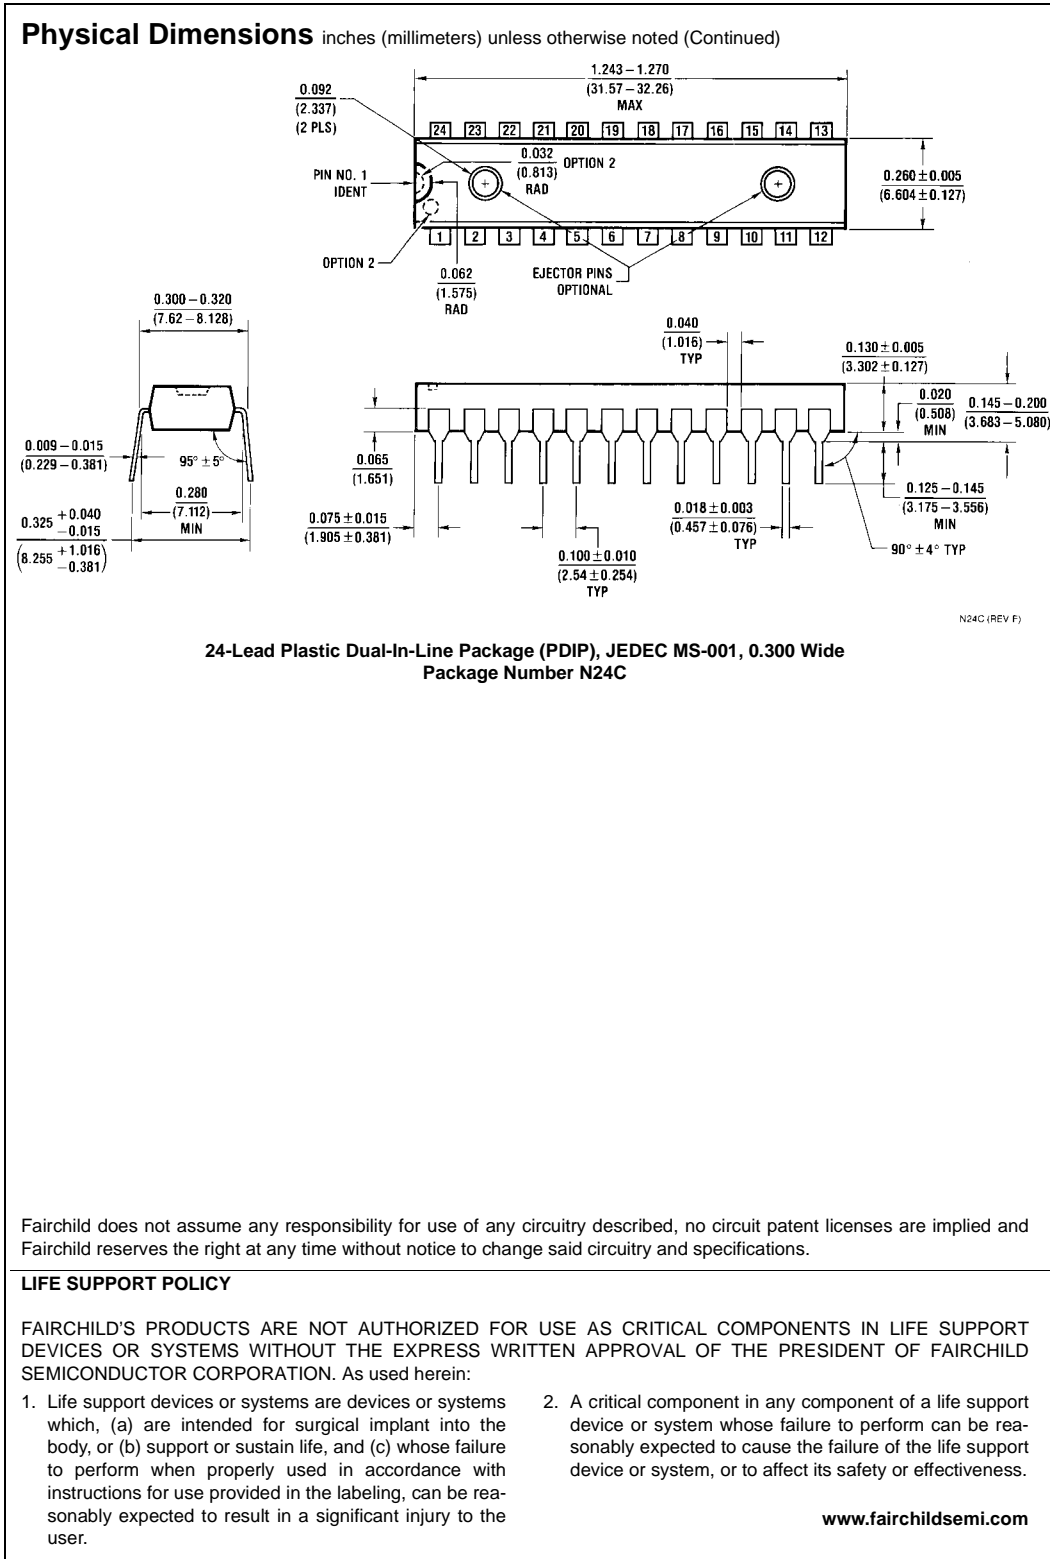 Physical Dimensions inches (millimeters) unless otherwise noted (Continued)
1.243 – 1.270
(31.57 – 32.26)
MAX
0.092
(2.337)
(2 PLS)
24 23 22 21 20 19 18 17 16 15 14 13
0.032
(0.813)
RAD
OPTION 2
PIN NO. 1
IDENT
0.260 ± 0.005
(6.604 ± 0.127)
1 2 3 4 5 6 7 8 9 10 11 12
OPTION 2
0.062
(1.575)
RAD
EJECTOR PINS
OPTIONAL
0.300 – 0.320
(7.62 – 8.128)
0.040
(1.016)
TYP
0.130 ± 0.005
(3.302 ± 0.127)
0.020
(0.508)
MIN
0.145 – 0.200
(3.683 – 5.080)
0.009 – 0.015
(0.229 – 0.381)
95° ± 5°
0.280
(7.112)
MIN
0.325 + 0.040
– 0.015
(8.255 + 1.016
– 0.381)
0.065
(1.651)
0.075 ± 0.015
(1.905 ± 0.381)
0.100 ± 0.010
(2.54 ± 0.254)
TYP
0.018 ± 0.003
(0.457 ± 0.076)
TYP
0.125 – 0.145
(3.175 – 3.556)
MIN
90° ± 4° TYP
N24C (REV F)
24-Lead Plastic Dual-In-Line Package (PDIP), JEDEC MS-001, 0.300 Wide
Package Number N24C
Fairchild does not assume any responsibility for use of any circuitry described, no circuit patent licenses are implied and
Fairchild reserves the right at any time without notice to change said circuitry and specifications.
LIFE SUPPORT POLICY
FAIRCHILD'S PRODUCTS ARE NOT AUTHORIZED FOR USE AS CRITICAL COMPONENTS IN LIFE SUPPORT
DEVICES OR SYSTEMS WITHOUT THE EXPRESS WRITTEN APPROVAL OF THE PRESIDENT OF FAIRCHILD
SEMICONDUCTOR CORPORATION. As used herein:
1. Life support devices or systems are devices or systems
which, (a) are intended for surgical implant into the
body, or (b) support or sustain life, and (c) whose failure
to perform when properly used in accordance with
instructions for use provided in the labeling, can be rea-
sonably expected to result in a significant injury to the
user.
2. A critical component in any component of a life support
device or system whose failure to perform can be rea-
sonably expected to cause the failure of the life support
device or system, or to affect its safety or effectiveness.
www.fairchildsemi.com